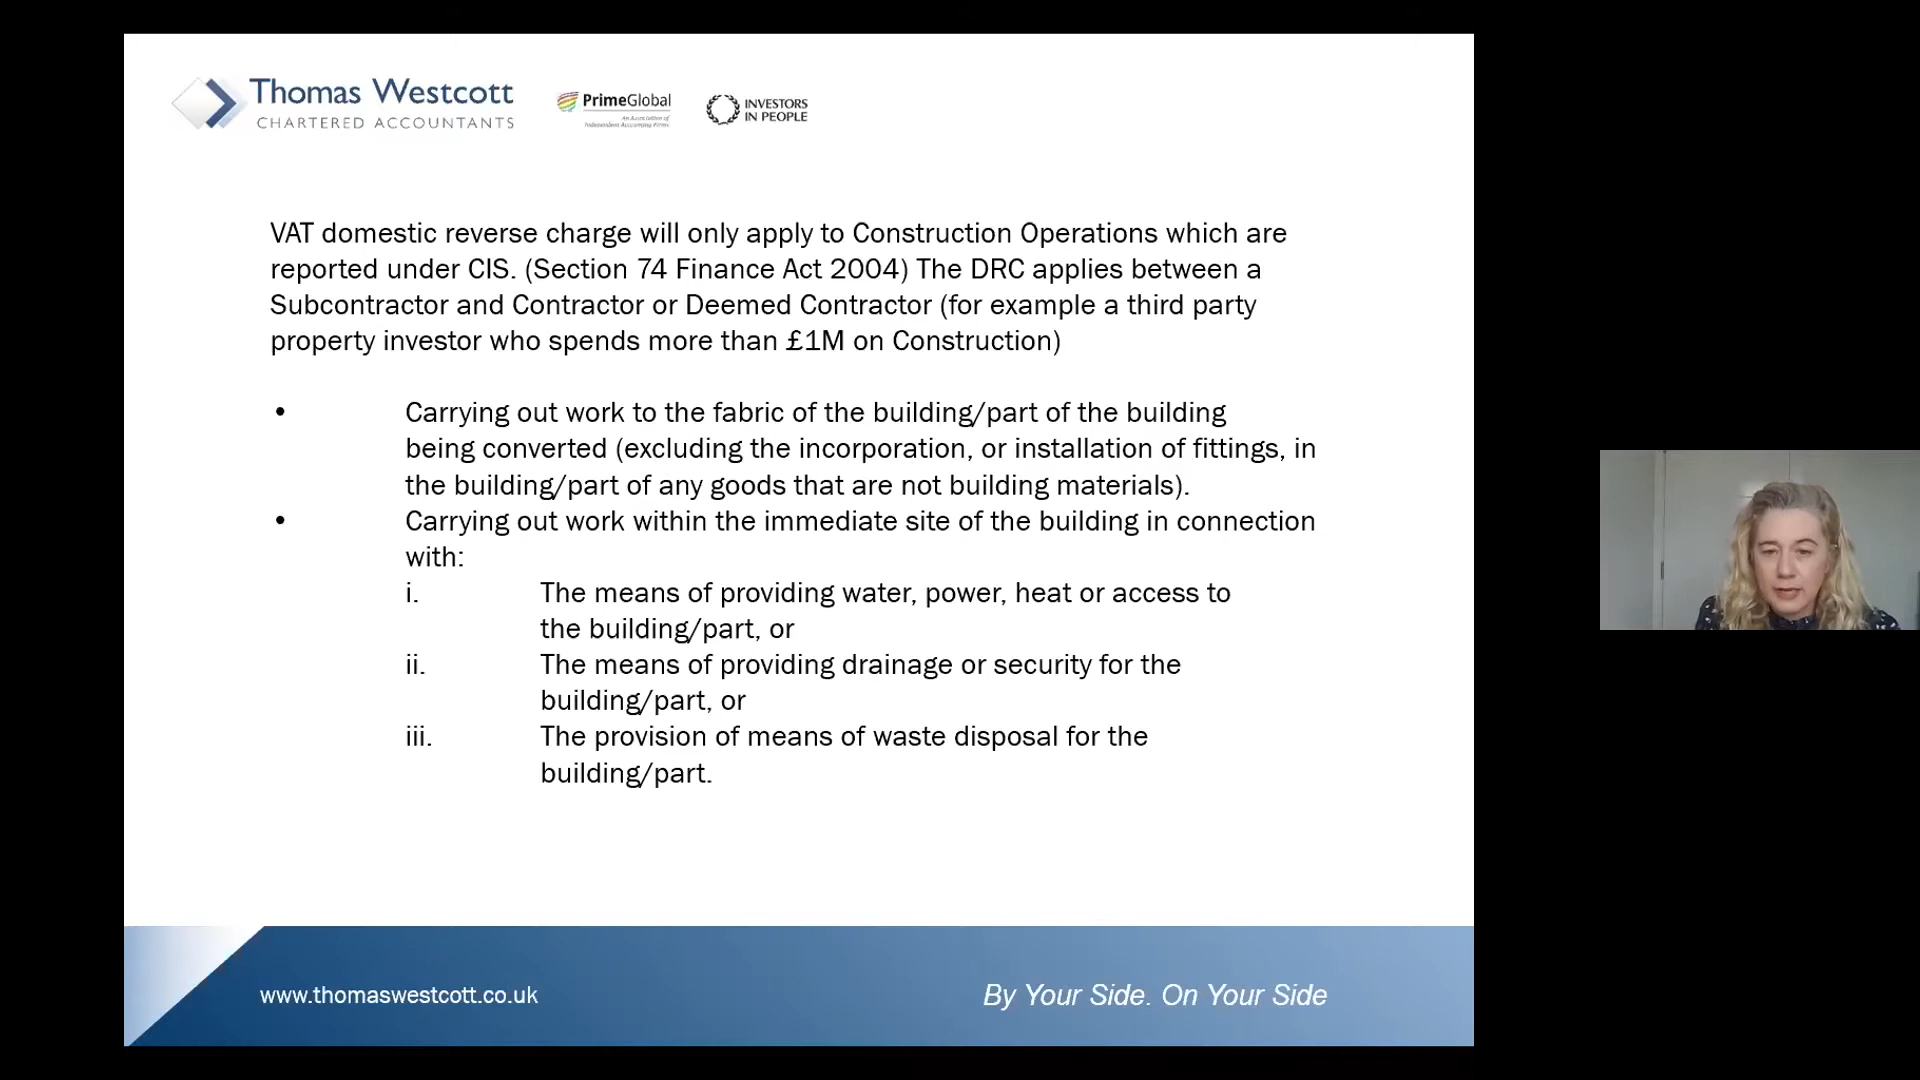 Thomas Westcott
CHARTERED ACCOUNTANTS
PrimeGlobal
An Association of
Independent Accounting Firms
INVESTORS
IN PEOPLE
VAT domestic reverse charge will only apply to Construction Operations which are
reported under CIS. (Section 74 Finance Act 2004) The DRC applies between a
Subcontractor and Contractor or Deemed Contractor (for example a third party
property investor who spends more than £1M on Construction)
• Carrying out work to the fabric of the building/part of the building
being converted (excluding the incorporation, or installation of fittings, in
the building/part of any goods that are not building materials).
• Carrying out work within the immediate site of the building in connection
with:
i. The means of providing water, power, heat or access to
the building/part, or
ii. The means of providing drainage or security for the
building/part, or
iii. The provision of means of waste disposal for the
building/part.
www.thomaswestcott.co.uk
By Your Side. On Your Side